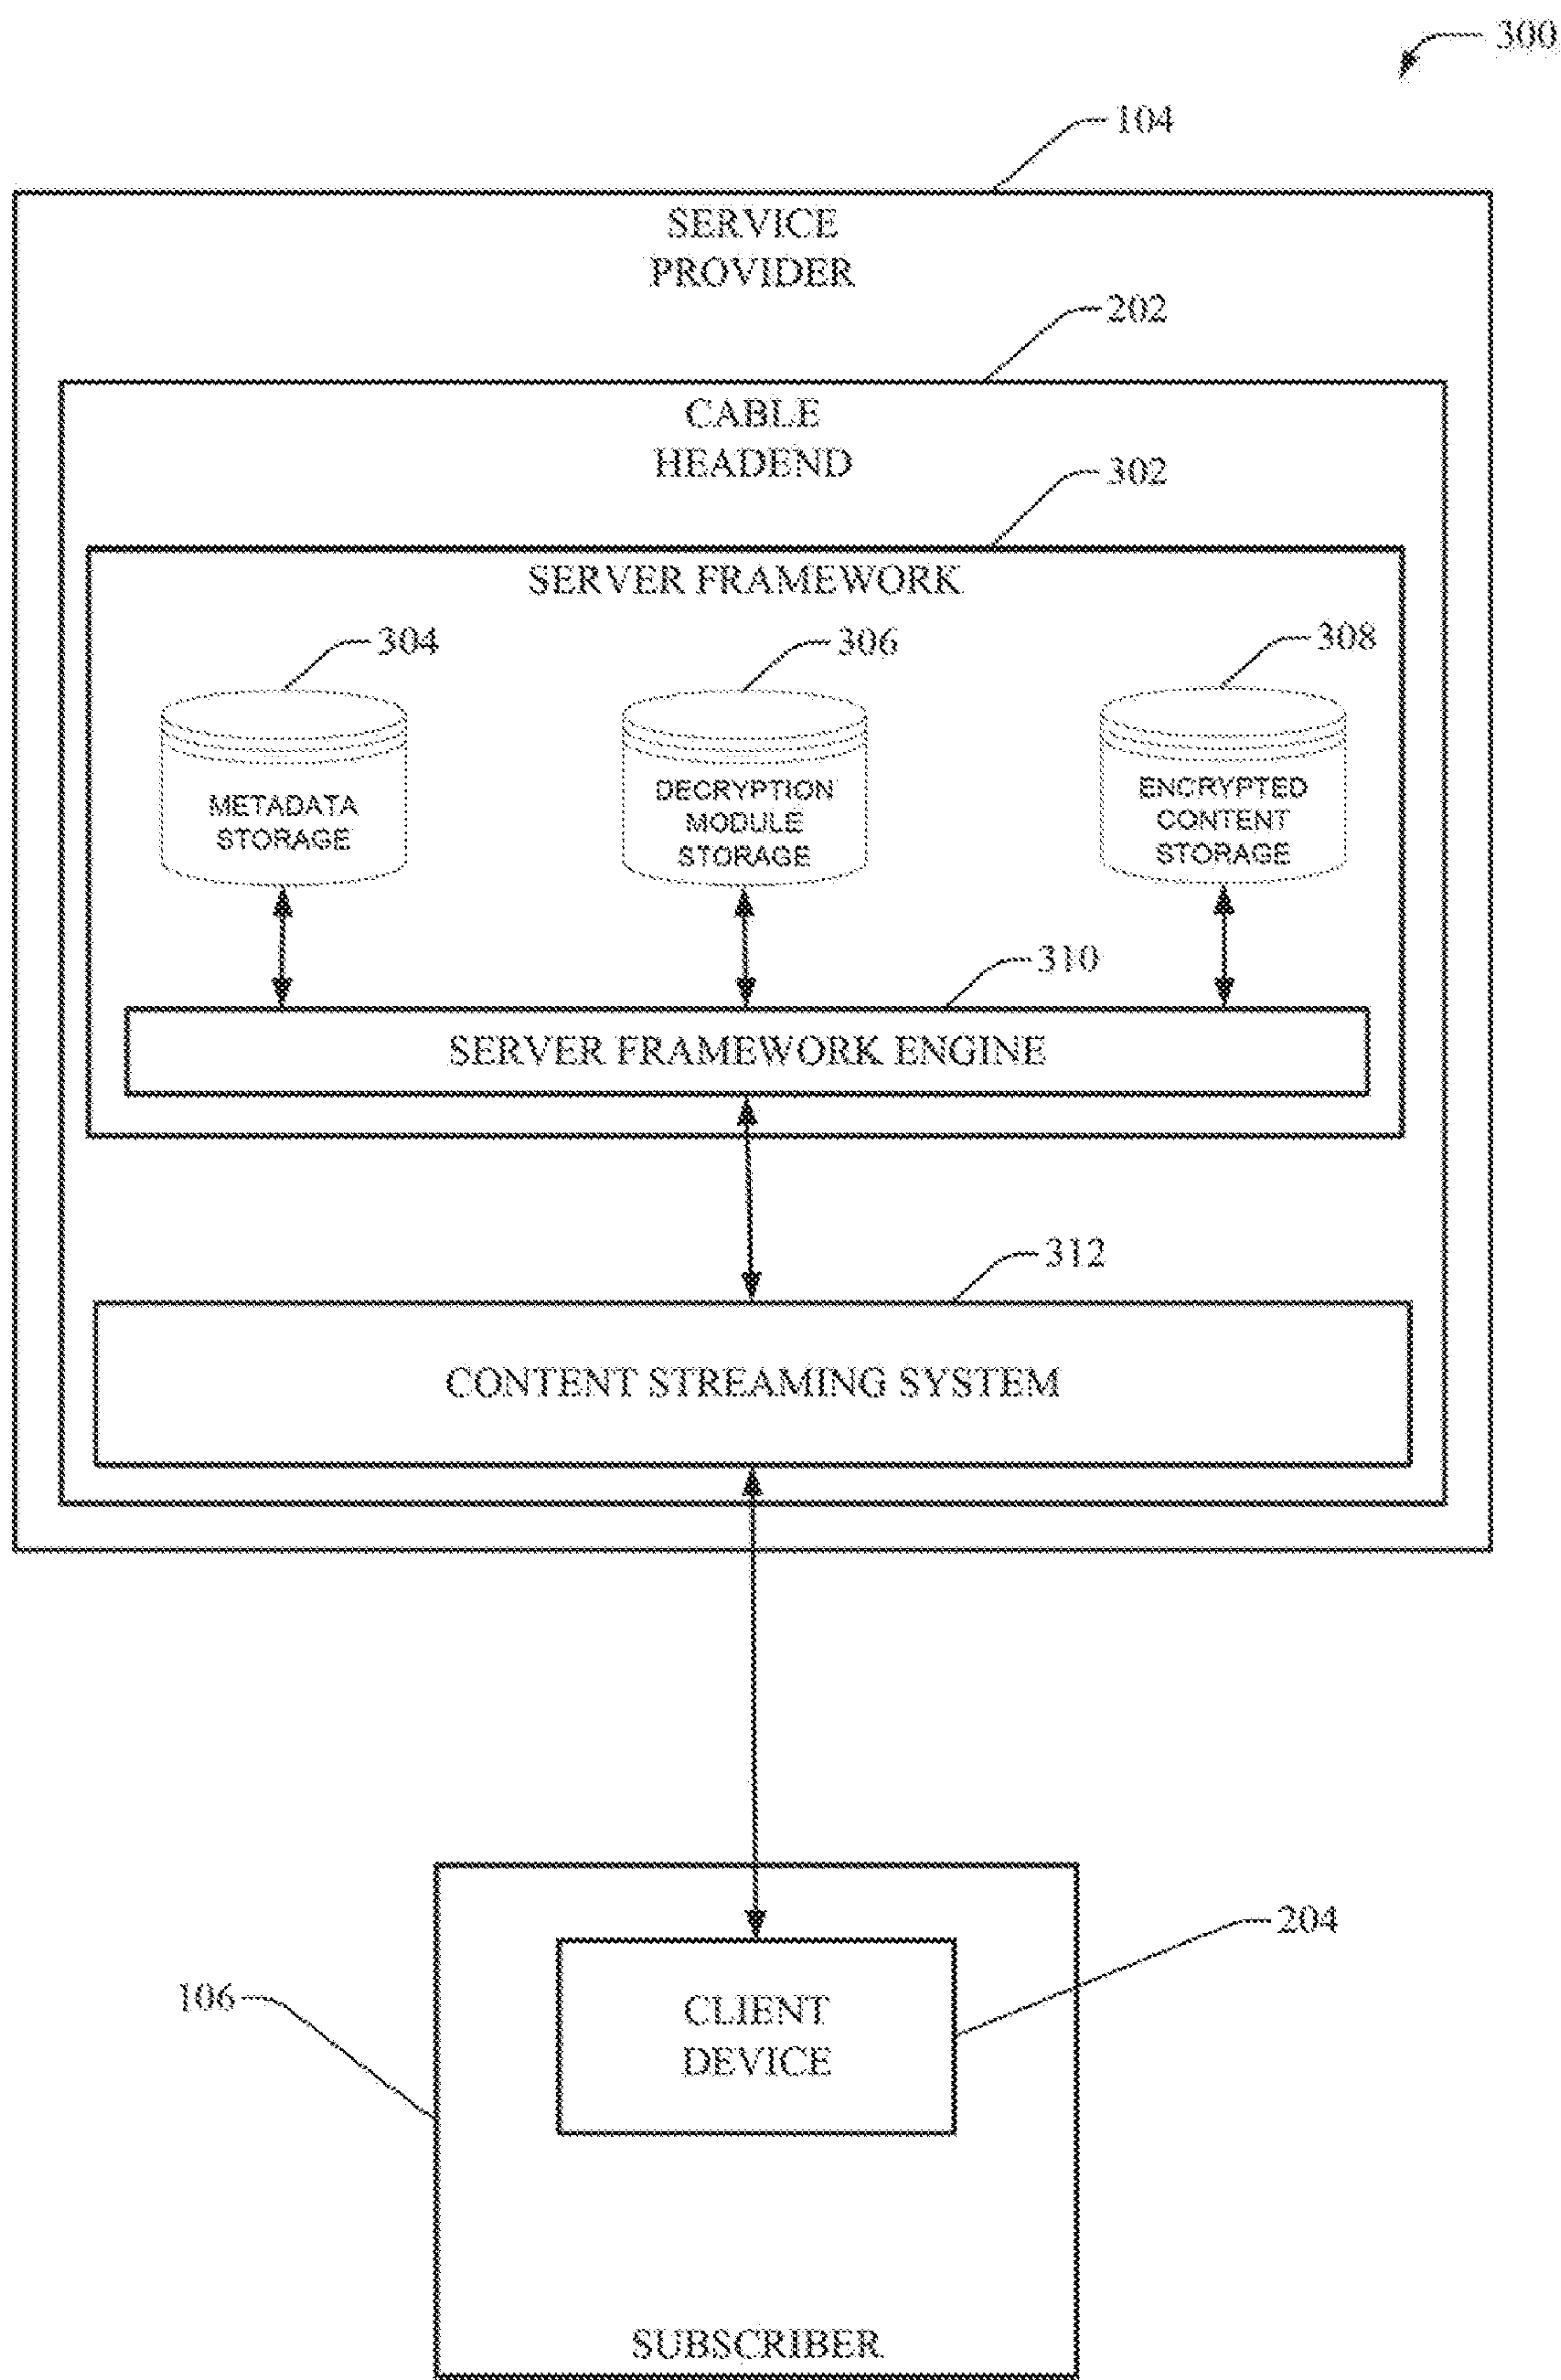 300
104
SERVICE
PROVIDER
202
CABLE
HEADEND
302
SERVER FRAMEWORK
304
306
308
METADATA
STORAGE
DECRYPTION
MODULE
STORAGE
ENCRYPTED
CONTENT
STORAGE
310
SERVER FRAMEWORK ENGINE
312
CONTENT STREAMING SYSTEM
204
106
CLIENT
DEVICE
SUBSCRIBER